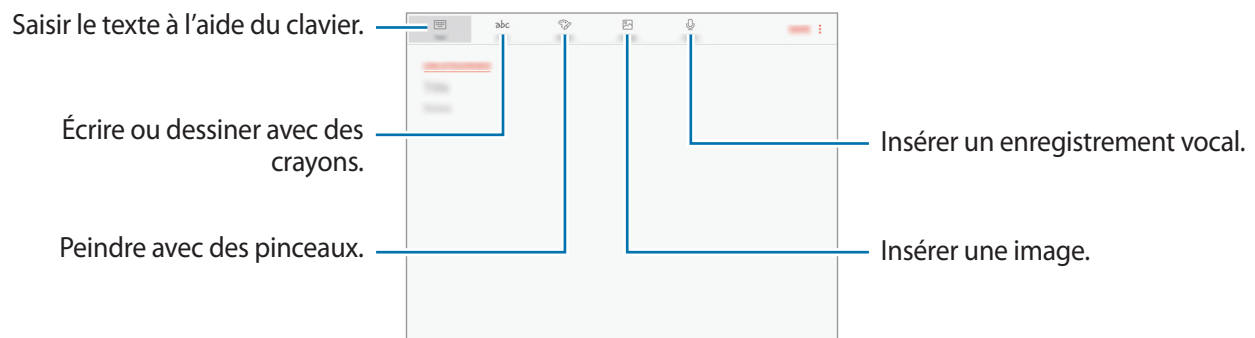 Saisir le texte à l’aide du clavier.
abc
Écrire ou dessiner avec des
crayons.
Insérer un enregistrement vocal.
Peindre avec des pinceaux.
Insérer une image.